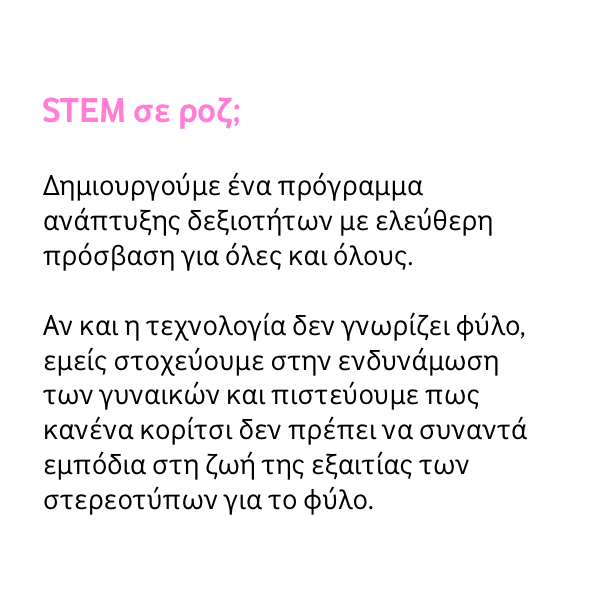 STEM σε ροζ;
Δημιουργούμε ένα πρόγραμμα
ανάπτυξης δεξιοτήτων με ελεύθερη
πρόσβαση για όλες και όλους.
Αν και η τεχνολογία δεν γνωρίζει φύλο,
εμείς στοχεύουμε στην ενδυνάμωση
των γυναικών και πιστεύουμε πως
κανένα κορίτσι δεν πρέπει να συναντά
εμπόδια στη ζωή της εξαιτίας των
στερεοτύπων για το φύλο.